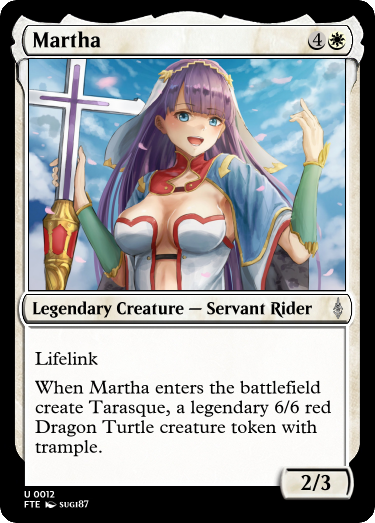 Martha 4
Legendary Creature — Servant Rider
Lifelink
When Martha enters the battlefield
create Tarasque, a legendary 6/6 red
Dragon Turtle creature token with
trample.
2/3
U 0012
FTE SUGI87